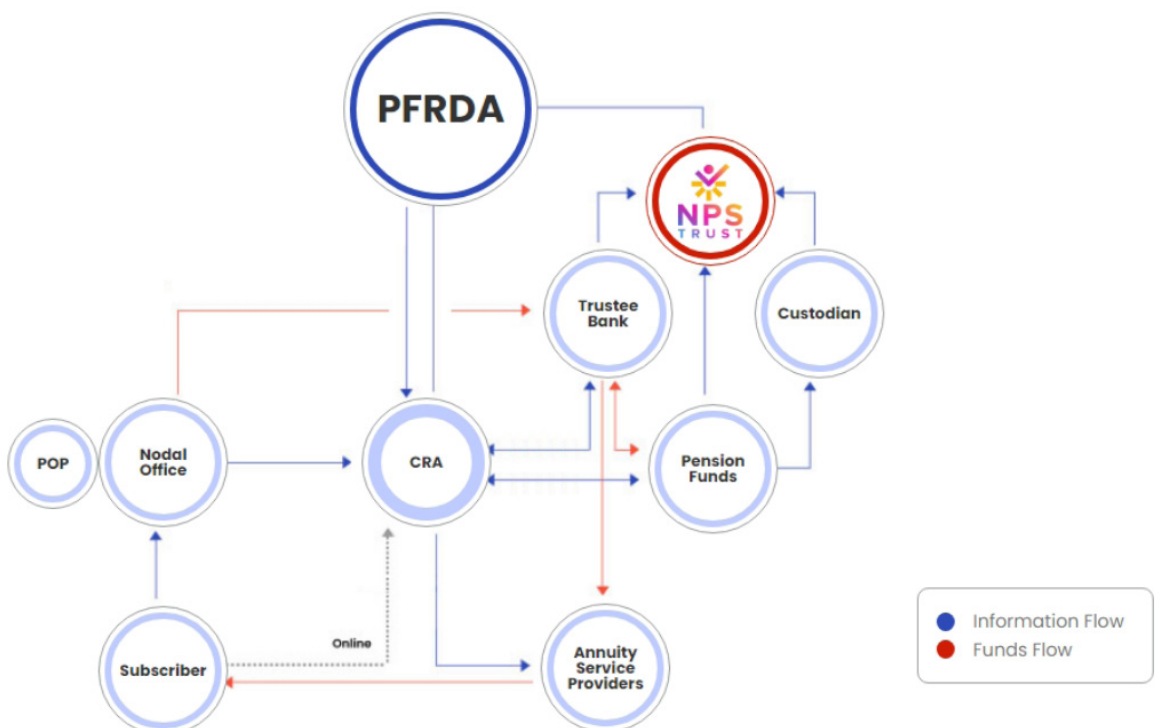 PFRDA
NPS
TRUST
Trustee
Bank
Custodian
POP
Nodal
Office
CRA
Pension
Funds
Online
Subscriber
Annuity
Service
Providers
Information Flow
Funds Flow